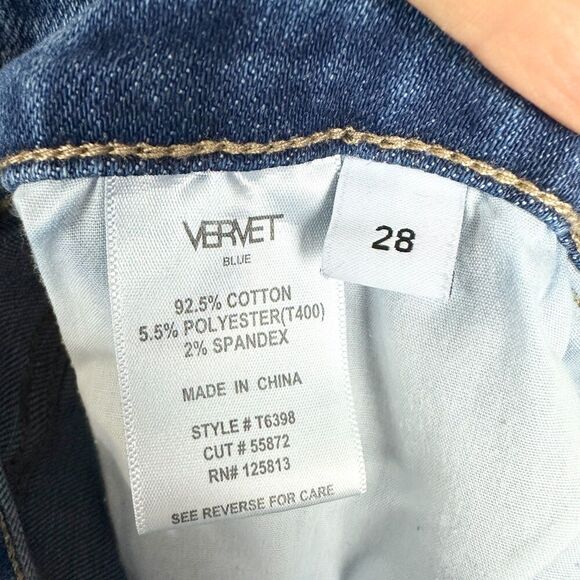 VERVET
BLUE
28
92.5% COTTON
5.5% POLYESTER(T400)
2% SPANDEX
MADE IN CHINA
STYLE # T6398
CUT # 55872
RN# 125813
SEE REVERSE FOR CARE